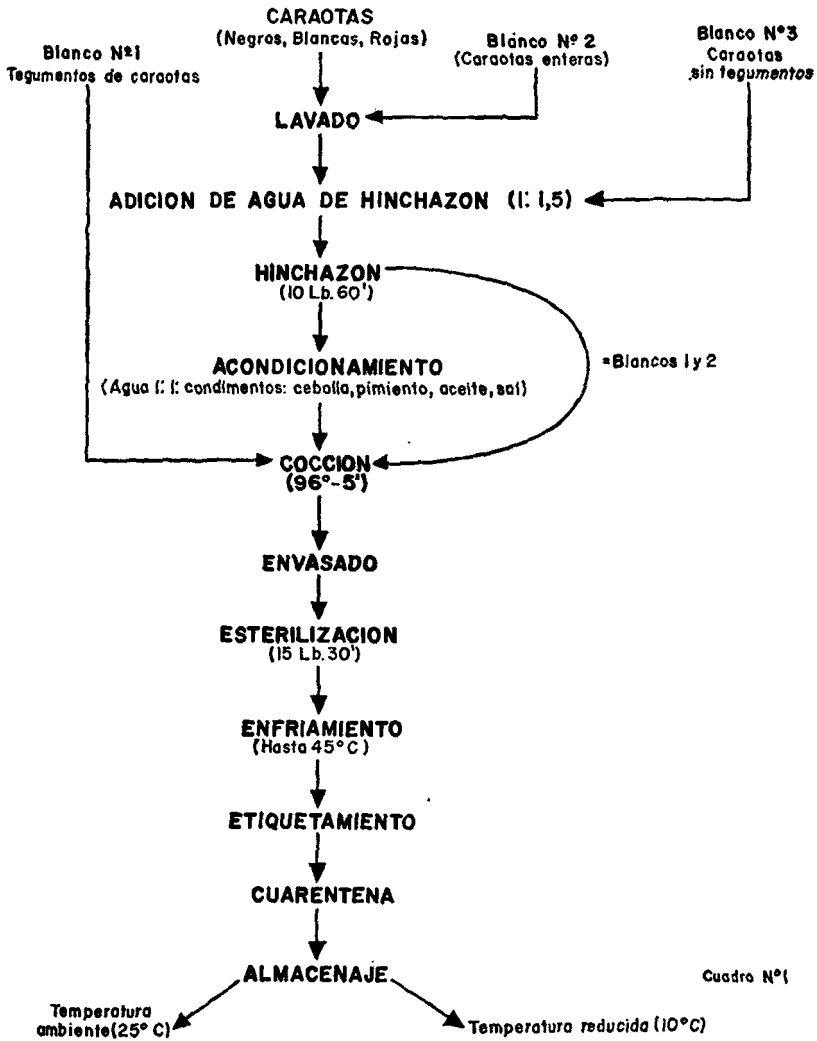 CARAOTAS
(Negros, Blancas, Rojas)
Blanco Nº1
Tegumentos de caraotas
Blanco Nº 2
(Caraotas enteras)
Blanco Nº3
Caraotas
sin tegumentos
LAVADO
ADICION DE AGUA DE HINCHAZON (1: 1,5)
HINCHAZON
(10 Lb. 60')
ACONDICIONAMIENTO
(Agua 1: 1: condimentos: cebolla, pimiento, aceite, sal)
=Blancos 1 y 2
COCCION
(96º-5')
ENVASADO
ESTERILIZACION
(15 Lb. 30')
ENFRIAMIENTO
(Hasta 45°C)
ETIQUETAMIENTO
CUARENTENA
ALMACENAJE
Cuadro Nº1
Temperatura
ambiente (25° C)
Temperatura reducida (10°C)